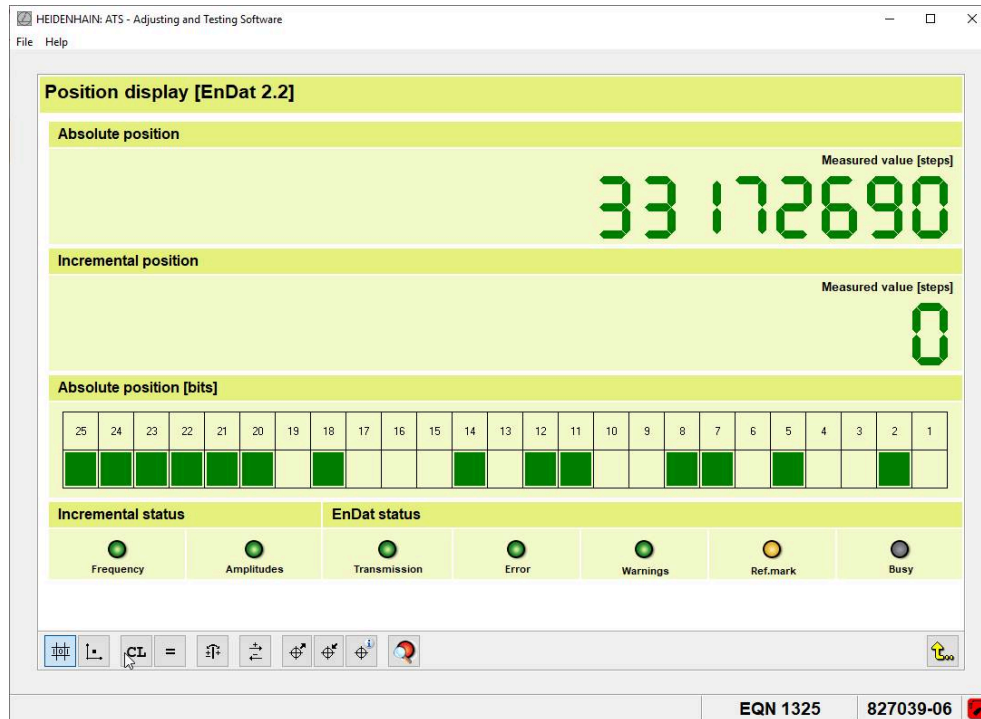 HEIDENHAIN: ATS - Adjusting and Testing Software
File Help
Position display [EnDat 2.2]
Absolute position
Measured value [steps]
33172690
Incremental position
Measured value [steps]
0
Absolute position [bits]
25 24 23 22 21 20 19 18 17 16 15 14 13 12 11 10 9 8 7 6 5 4 3 2 1
Incremental status EnDat status
Frequency Amplitudes Transmission Error Warnings Ref.mark Busy
CL =
EQN 1325 827039-06